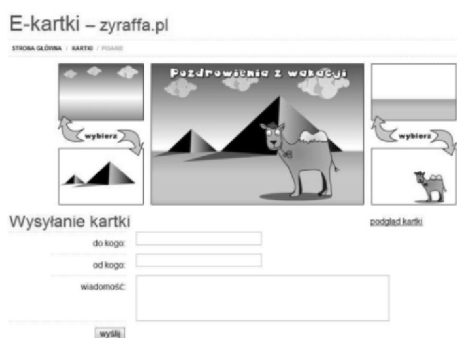 E-kartki – zyraffa.pl
STRONA GŁÓWNA / KARTKI / PISANIE
Pozdrowienia z wakacji
wybierz
wybierz
Wysyłanie kartki
podgląd kartki
do kogo:
od kogo:
wiadomość:
wyślij